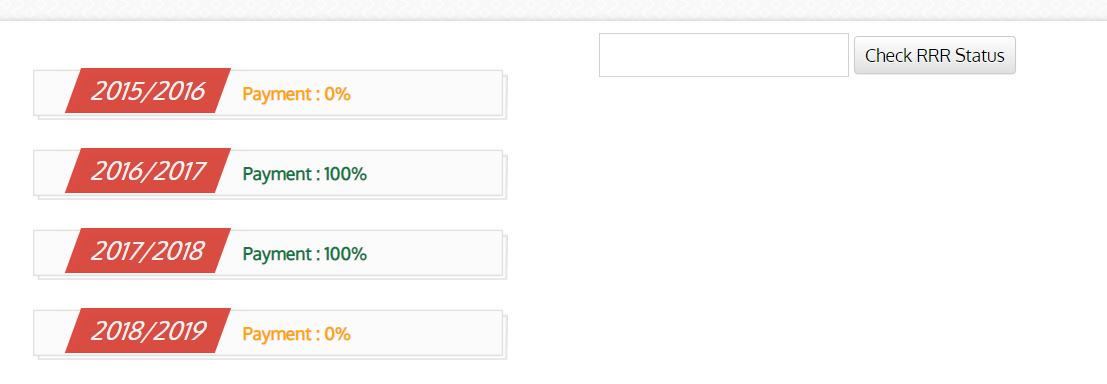 Check RRR Status
2015/2016 Payment : 0%
2016/2017 Payment : 100%
2017/2018 Payment : 100%
2018/2019 Payment : 0%